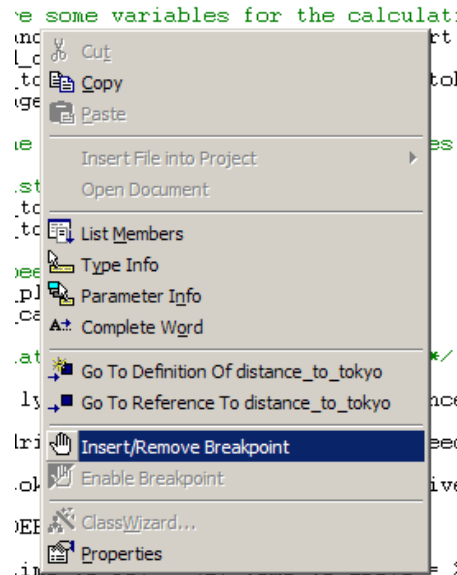 e some variables for the calculati
Cut
Copy
Paste
Insert File into Project
Open Document
List Members
Type Info
Parameter Info
Complete Word
Go To Definition Of distance_to_tokyo
Go To Reference To distance_to_tokyo
Insert/Remove Breakpoint
Enable Breakpoint
ClassWizard...
Properties